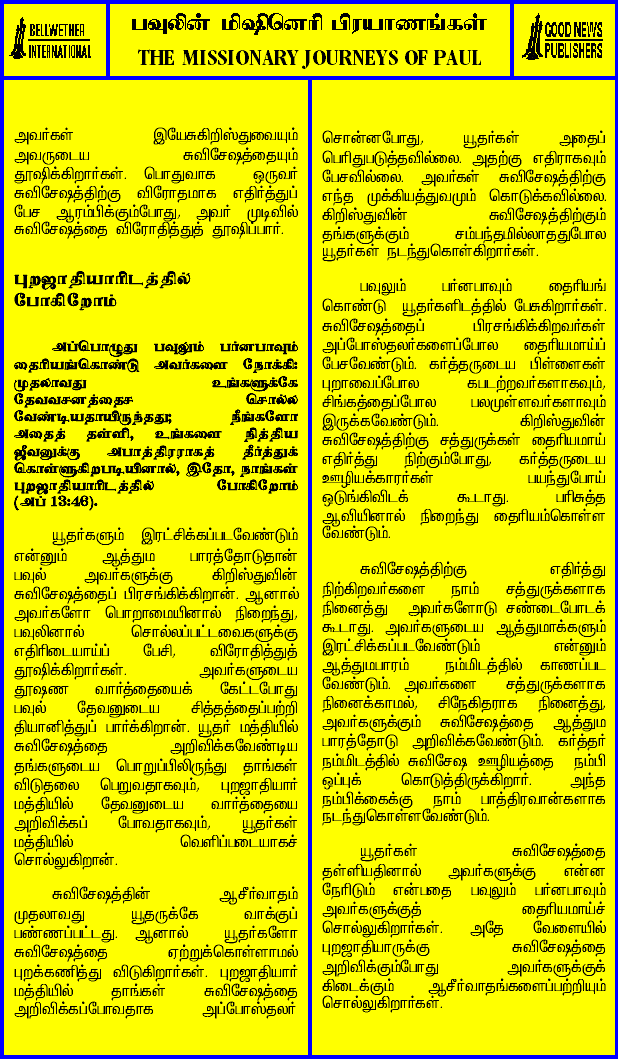 BELLWETHER
INTERNATIONAL
பவுலின் மிஷினெரி பிரயாணங்கள்
THE MISSIONARY JOURNEYS OF PAUL
GOOD NEWS
PUBLISHERS
அவர்கள் இயேசுகிறிஸ்துவையும்
அவருடைய சுவிசேஷத்தையும்
தூஷிக்கிறார்கள். பொதுவாக ஒருவர்
சுவிசேஷத்திற்கு விரோதமாக எதிர்த்துப்
பேச ஆரம்பிக்கும்போது, அவர் முடிவில்
சுவிசேஷத்தை விரோதித்துத் தூஷிப்பார்.
புறஜாதியாரிடத்தில்
போகிறோம்
அப்பொழுது பவுலும் பர்னபாவும்
தைரியங்கொண்டு அவர்களை நோக்கி:
முதலாவது உங்களுக்கே
தேவவசனத்தைச சொல்ல
வேண்டியதாயிருந்தது; நீங்களோ
அதைத் தள்ளி, உங்களை நித்திய
ஜீவனுக்கு அபாத்திரராகத் தீர்த்துக்
கொள்ளுகிறபடியினால், இதோ, நாங்கள்
புறஜாதியாரிடத்தில் போகிறோம்
(அப் 13:46).
யூதர்களும் இரட்சிக்கப்படவேண்டும்
என்னும் ஆத்தும பாரத்தோடுதான்
பவுல் அவர்களுக்கு கிறிஸ்துவின்
சுவிசேஷத்தைப் பிரசங்கிக்கிறான். ஆனால்
அவர்களோ பொறாமையினால் நிறைந்து,
பவுலினால் சொல்லப்பட்டவைகளுக்கு
எதிரிடையாய்ப் பேசி, விரோதித்துத்
தூஷிக்கிறார்கள். அவர்களுடைய
தூஷண வார்த்தையைக் கேட்டபோது
பவுல் தேவனுடைய சித்தத்தைப்பற்றி
தியானித்துப் பார்க்கிறான். யூதர் மத்தியில்
சுவிசேஷத்தை அறிவிக்கவேண்டிய
தங்களுடைய பொறுப்பிலிருந்து தாங்கள்
விடுதலை பெறுவதாகவும், புறஜாதியார்
மத்தியில் தேவனுடைய வார்த்தையை
அறிவிக்கப் போவதாகவும், யூதர்கள்
மத்தியில் வெளிப்படையாகச்
சொல்லுகிறான்.
சுவிசேஷத்தின் ஆசீர்வாதம்
முதலாவது யூதருக்கே வாக்குப்
பண்ணப்பட்டது. ஆனால் யூதர்களோ
சுவிசேஷத்தை ஏற்றுக்கொள்ளாமல்
புறக்கணித்து விடுகிறார்கள். புறஜாதியார்
மத்தியில் தாங்கள் சுவிசேஷத்தை
அறிவிக்கப்போவதாக அப்போஸ்தலர்
சொன்னபோது, யூதர்கள் அதைப்
பெரிதுபடுத்தவில்லை. அதற்கு எதிராகவும்
பேசவில்லை. அவர்கள் சுவிசேஷத்திற்கு
எந்த முக்கியத்துவமும் கொடுக்கவில்லை.
கிறிஸ்துவின் சுவிசேஷத்திற்கும்
தங்களுக்கும் சம்பந்தமில்லாததுபோல
யூதர்கள் நடந்துகொள்கிறார்கள்.
பவுலும் பர்னபாவும் தைரியங்
கொண்டு யூதர்களிடத்தில் பேசுகிறார்கள்.
சுவிசேஷத்தைப் பிரசங்கிக்கிறவர்கள்
அப்போஸ்தலர்களைப்போல தைரியமாய்ப்
பேசவேண்டும். கர்த்தருடைய பிள்ளைகள்
புறாவைப்போல கபடற்றவர்களாகவும்,
சிங்கத்தைப்போல பலமுள்ளவர்களாவும்
இருக்கவேண்டும். கிறிஸ்துவின்
சுவிசேஷத்திற்கு சத்துருக்கள் தைரியமாய்
எதிர்த்து நிற்கும்போது, கர்த்தருடைய
ஊழியக்காரர்கள் பயந்துபோய்
ஒடுங்கிவிடக் கூடாது. பரிசுத்த
ஆவியினால் நிறைந்து தைரியம்கொள்ள
வேண்டும்.
சுவிசேஷத்திற்கு எதிர்த்து
நிற்கிறவர்களை நாம் சத்துருக்களாக
நினைத்து அவர்களோடு சண்டைபோடக்
கூடாது. அவர்களுடைய ஆத்துமாக்களும்
இரட்சிக்கப்படவேண்டும் என்னும்
ஆத்துமபாரம் நம்மிடத்தில் காணப்பட
வேண்டும். அவர்களை சத்துருக்களாக
நினைக்காமல், சிநேகிதராக நினைத்து,
அவர்களுக்கும் சுவிசேஷத்தை ஆத்தும
பாரத்தோடு அறிவிக்கவேண்டும். கர்த்தர்
நம்மிடத்தில் சுவிசேஷ ஊழியத்தை நம்பி
ஒப்புக் கொடுத்திருக்கிறார். அந்த
நம்பிக்கைக்கு நாம் பாத்திரவான்களாக
நடந்துகொள்ளவேண்டும்.
யூதர்கள் சுவிசேஷத்தை
தள்ளியதினால் அவர்களுக்கு என்ன
நேரிடும் என்பதை பவுலும் பர்னபாவும்
அவர்களுக்குத் தைரியமாய்ச்
சொல்லுகிறார்கள். அதே வேளையில்
புறஜாதியாருக்கு சுவிசேஷத்தை
அறிவிக்கும்போது அவர்களுக்குக்
கிடைக்கும் ஆசீர்வாதங்களைப்பற்றியும்
சொல்லுகிறார்கள்.